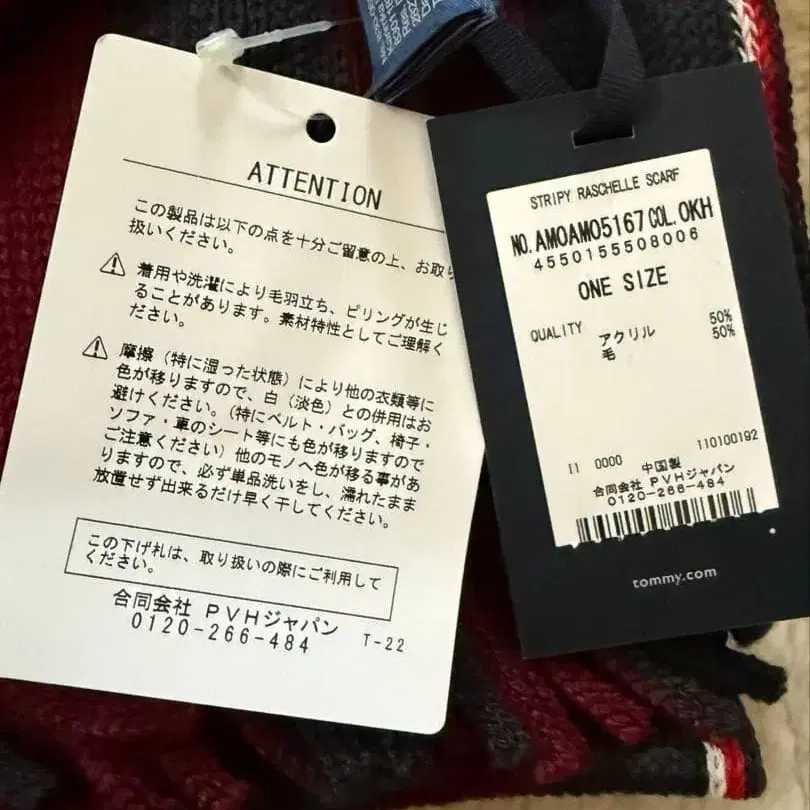 ATTENTION
この製品は以下の点を十分ご留意の上、お取り
扱いください。
着用や洗濯により毛羽立ち、ピリングが生じ
ることがあります。素材特性としてご理解く
ださい。
摩擦（特に湿った状態）により他の衣類等に
色が移りますので、白（淡色）との併用はお
避けください。（特にベルト・バッグ、椅子・
ソファ・車のシート等にも色が移りますので
ご注意ください）他のモノへ色が移る事があ
りますので、必ず単品洗いをし、濡れたまま
放置せず出来るだけ早く干してください。
この下げ札は、取り扱いの際にご利用して
ください。
合同会社 PVHジャパン
0120-266-484
T-22
STRIPY RASCHELLE SCARF
NO. AM0AM05167 COL. 0KH
4550155508006
ONE SIZE
QUALITY アクリル 50%
毛 50%
11 0000 中国製 110100192
合同会社 PVHジャパン
0120-266-484
tommy.com